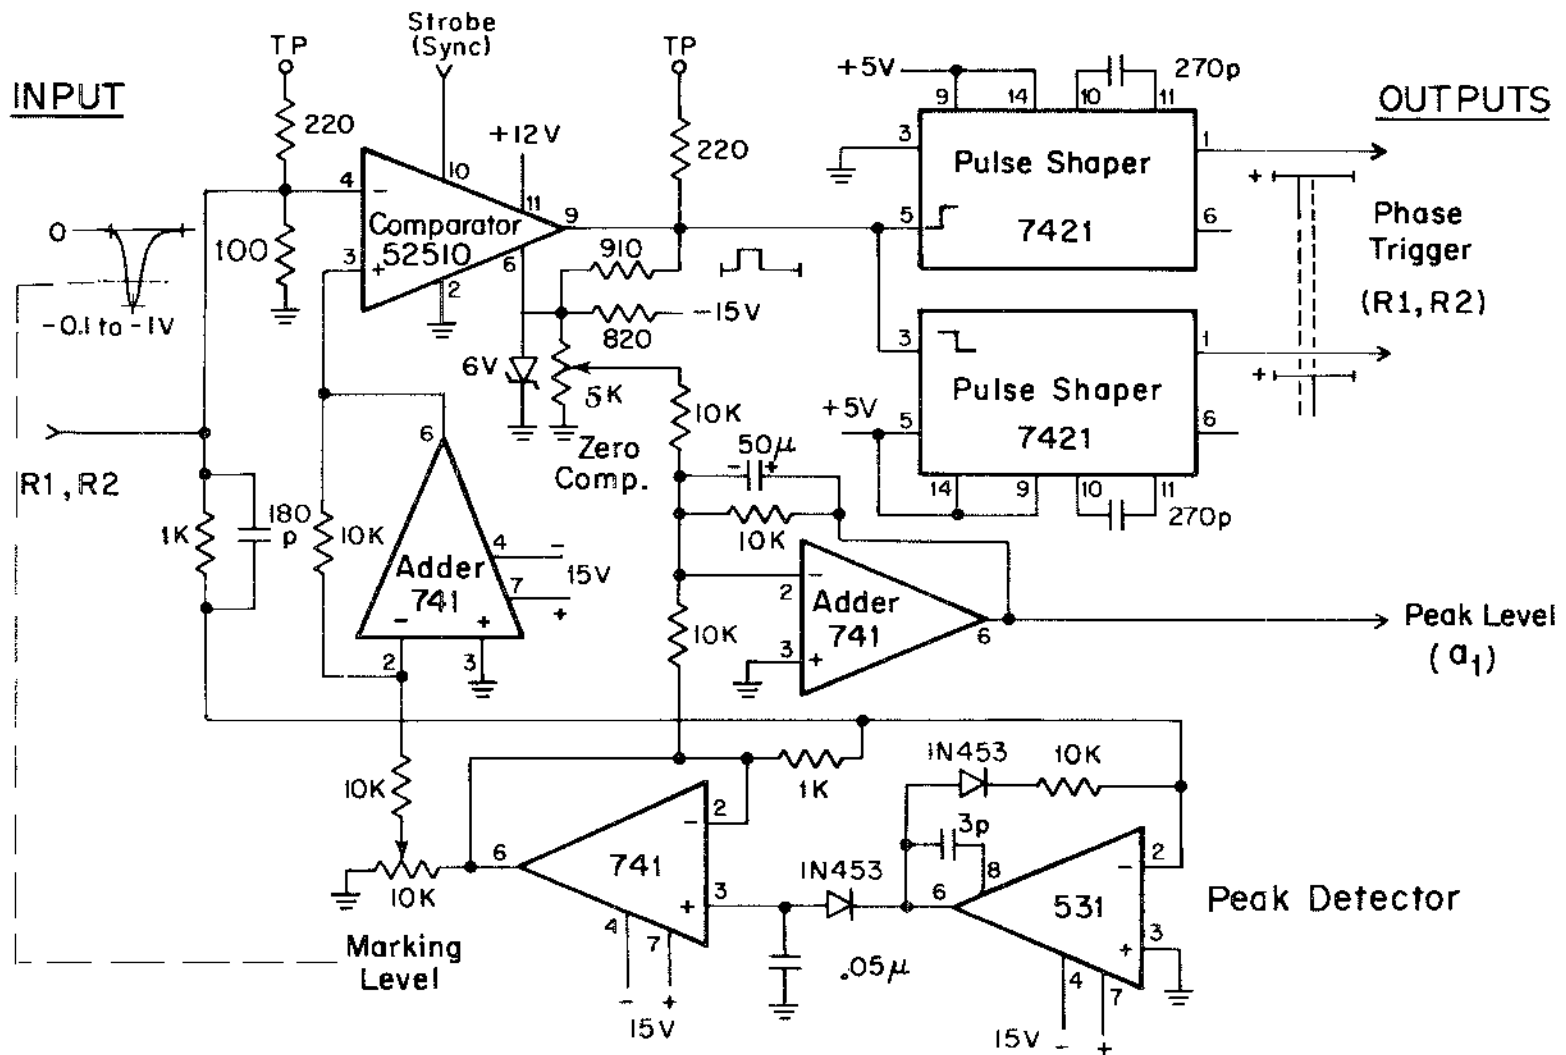 INPUT
OUTPUTS
TP
Strobe
(Sync)
TP
220
+12V
220
+5V
9
14
10
11
270p
3
5
1
6
Pulse Shaper
7421
+
+
Phase
Trigger
(R1, R2)
0
-0.1 to -1V
100
4
3
-
+
10
11
9
6
2
Comparator
52510
910
820
-15V
6V
5K
Zero
Comp.
3
5
1
6
Pulse Shaper
7421
+5V
14
9
10
11
270p
R1, R2
1K
180
p
10K
6
4
7
-
15V
+
Adder
741
-
+
2
3
10K
50μ
-
+
10K
10K
2
3
-
+
6
Adder
741
Peak Level
(a1)
10K
10K
Marking
Level
6
741
-
+
2
3
4
7
-
+
15V
1K
1N453
10K
3p
1N453
.05μ
6
8
531
-
+
2
3
4
7
15V
-
+
Peak Detector